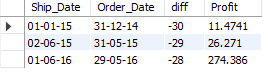 Ship_Date Order_Date diff Profit
01-01-15 31-12-14 -30 11.4741
02-06-15 31-05-15 -29 26.271
01-06-16 29-05-16 -28 274.386